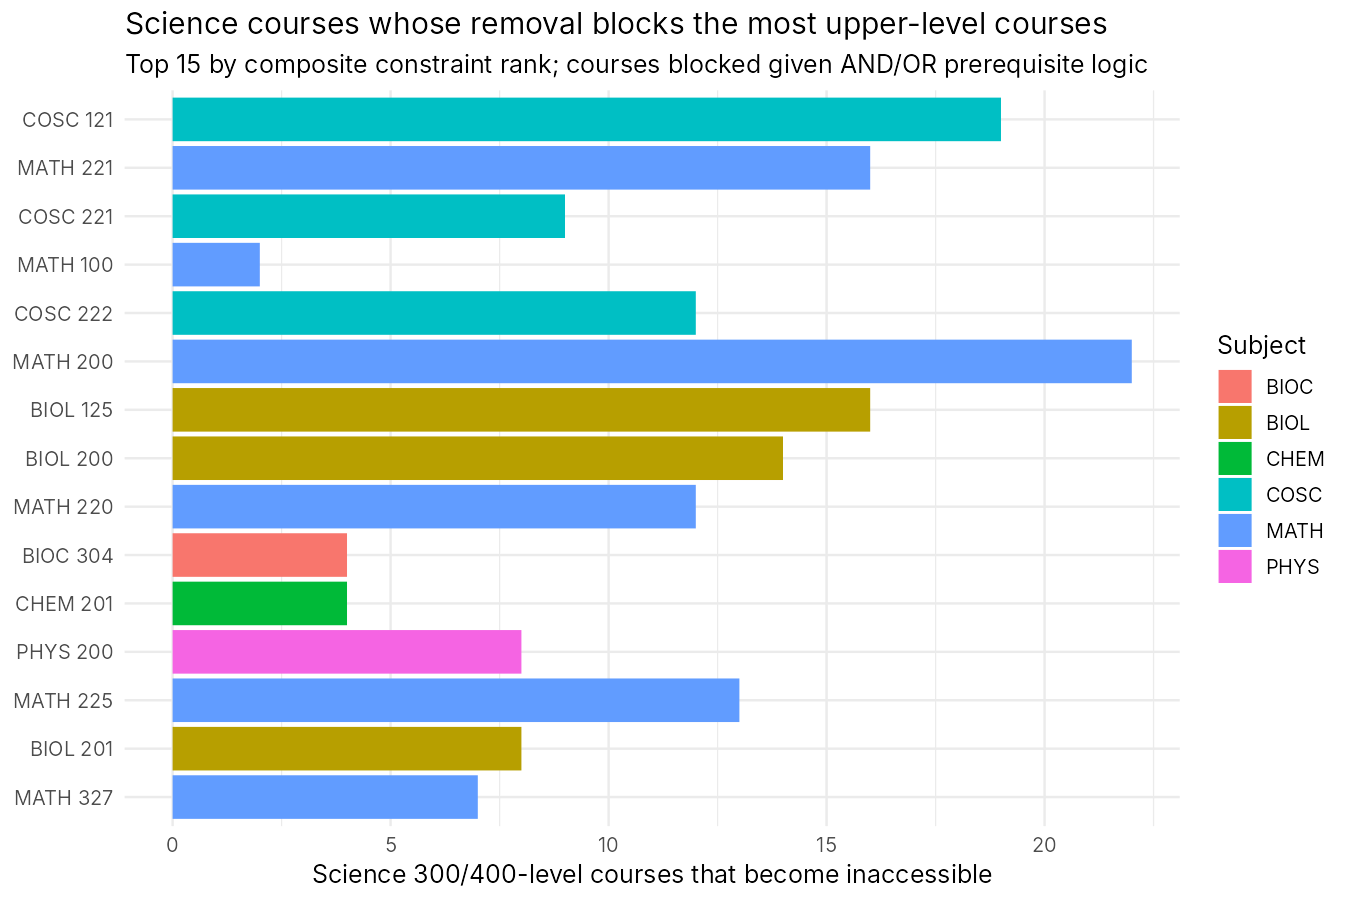 Science courses whose removal blocks the most upper-level courses
Top 15 by composite constraint rank; courses blocked given AND/OR prerequisite logic
COSC 121
MATH 221
COSC 221
MATH 100
COSC 222
MATH 200
BIOL 125
BIOL 200
MATH 220
BIOC 304
CHEM 201
PHYS 200
MATH 225
BIOL 201
MATH 327
0 5 10 15 20
Science 300/400-level courses that become inaccessible
Subject
BIOC
BIOL
CHEM
COSC
MATH
PHYS